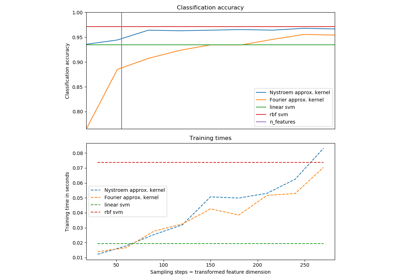 Classification accuracy
1.00
0.95
0.90
0.85
0.80
Classification accuracy
Nystroem approx. kernel
Fourier approx. kernel
linear svm
rbf svm
n_features
Training times
0.08
0.07
0.06
0.05
0.04
0.03
0.02
0.01
Training time in seconds
Nystroem approx. kernel
Fourier approx. kernel
linear svm
rbf svm
50
100
150
200
250
Sampling steps = transformed feature dimension